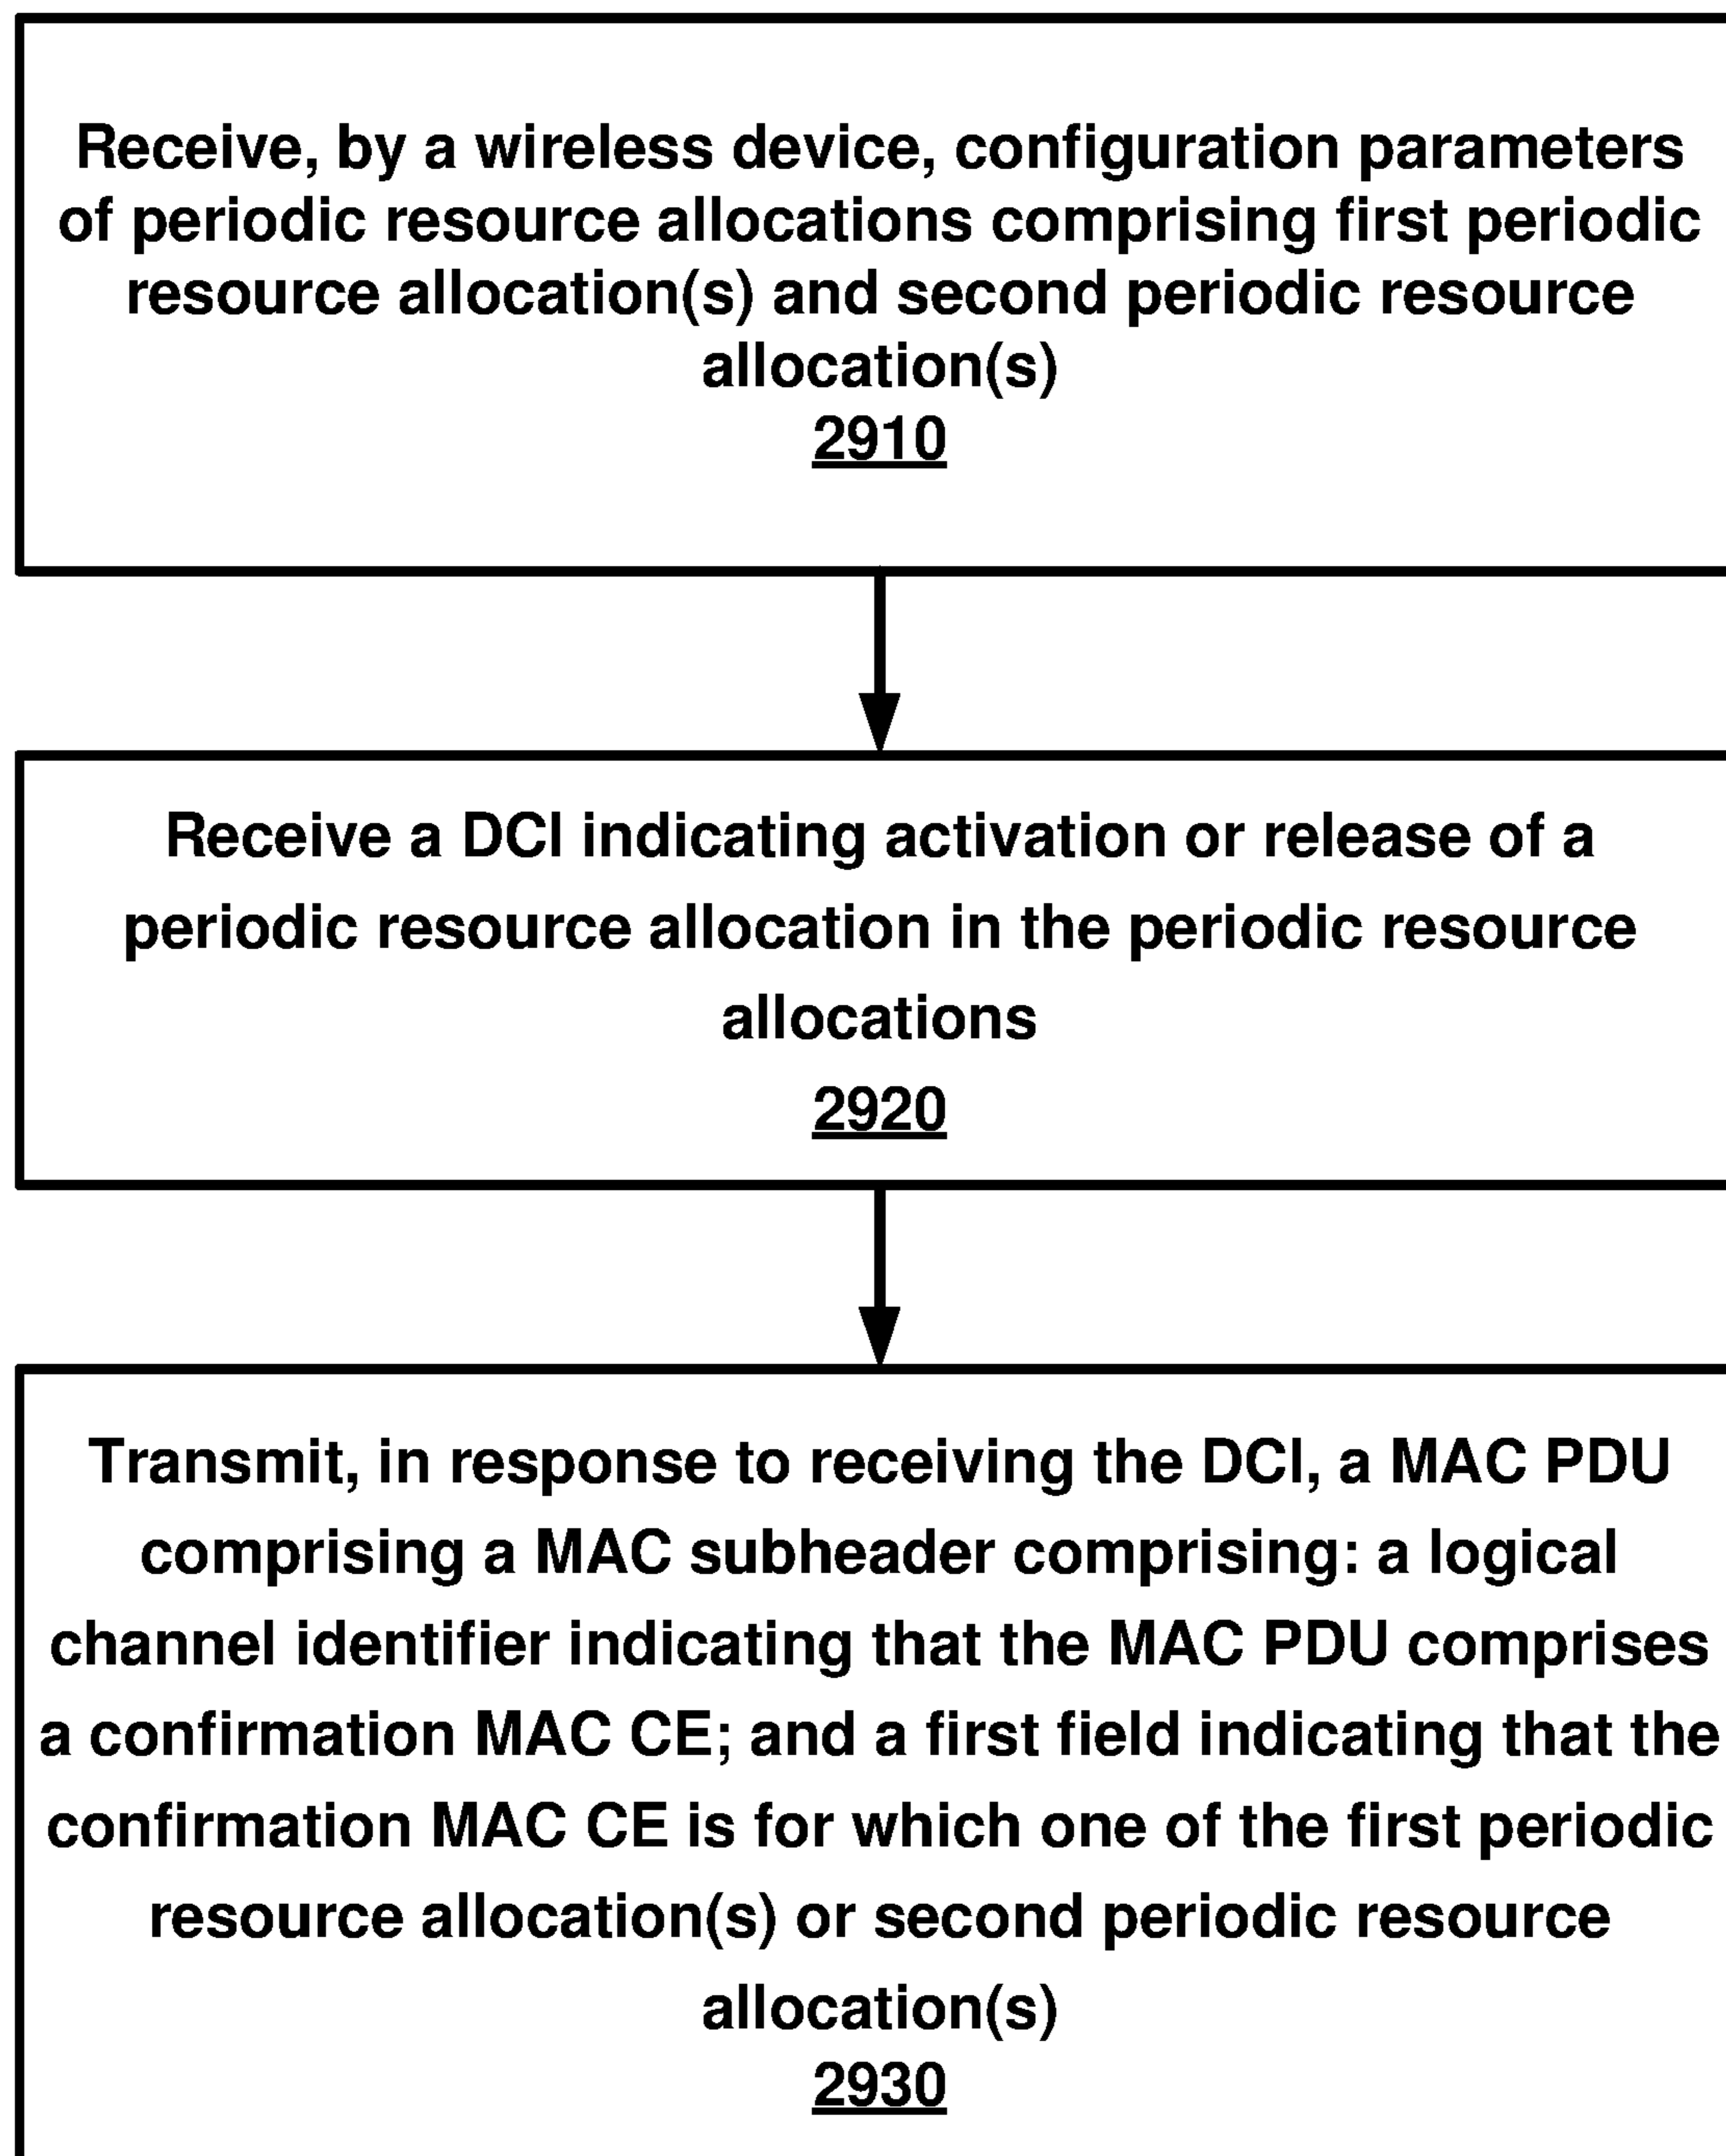 Receive, by a wireless device, configuration parameters
of periodic resource allocations comprising first periodic
resource allocation(s) and second periodic resource
allocation(s)
2910
Receive a DCI indicating activation or release of a
periodic resource allocation in the periodic resource
allocations
2920
Transmit, in response to receiving the DCI, a MAC PDU
comprising a MAC subheader comprising: a logical
channel identifier indicating that the MAC PDU comprises
a confirmation MAC CE; and a first field indicating that the
confirmation MAC CE is for which one of the first periodic
resource allocation(s) or second periodic resource
allocation(s)
2930